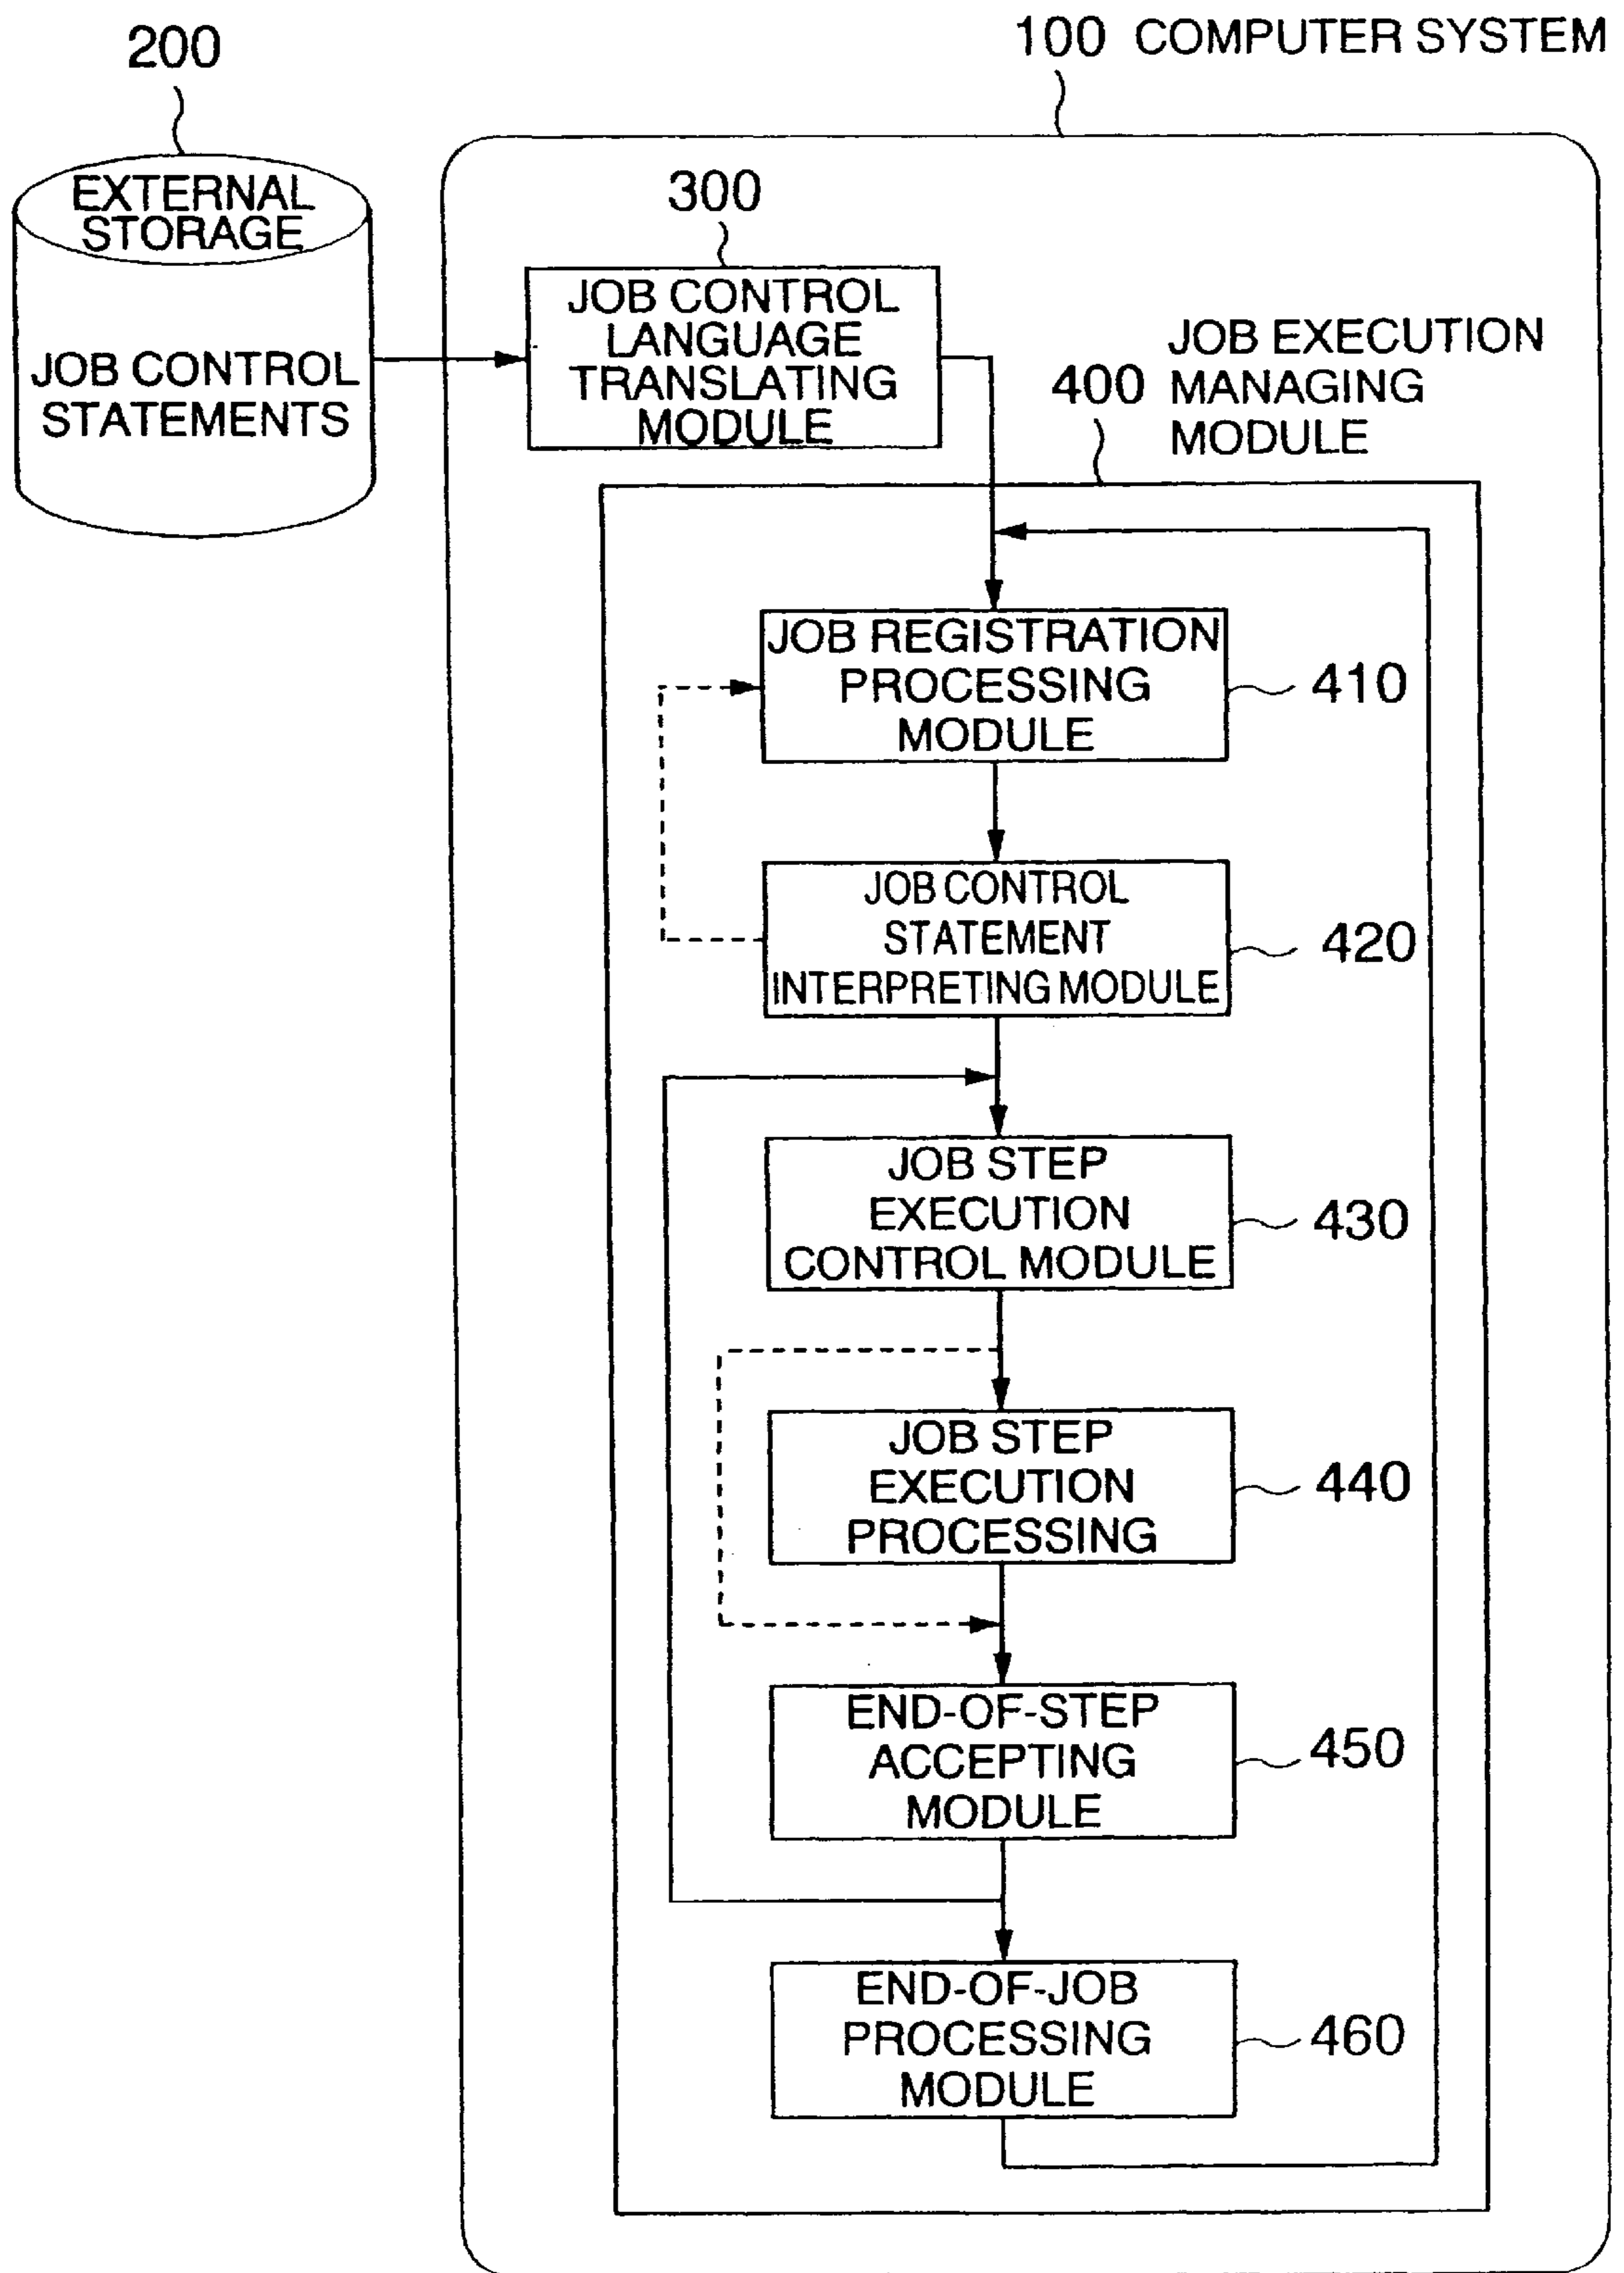 200
100 COMPUTER SYSTEM
EXTERNAL
STORAGE
JOB CONTROL
STATEMENTS
300
JOB CONTROL
LANGUAGE
TRANSLATING
MODULE
400
JOB EXECUTION
MANAGING
MODULE
JOB REGISTRATION
PROCESSING
MODULE
410
JOB CONTROL
STATEMENT
INTERPRETING MODULE
420
JOB STEP
EXECUTION
CONTROL MODULE
430
JOB STEP
EXECUTION
PROCESSING
440
END-OF-STEP
ACCEPTING
MODULE
450
END-OF-JOB
PROCESSING
MODULE
460